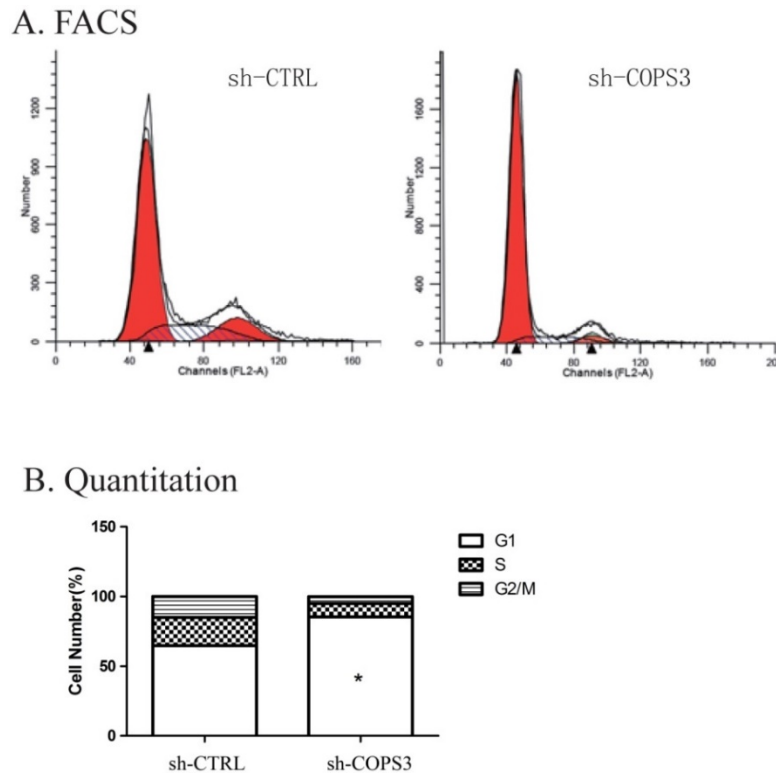 A. FACS
sh-CTRL
1200
900
600
300
0
Number
0 40 80 120 160
Channels (FL2-A)
sh-COPS3
1600
1200
800
400
0
Number
0 40 80 120 160 20
Channels (FL2-A)
B. Quantitation
150
100
50
0
Cell Number(%)
*
sh-CTRL sh-COPS3
G1
S
G2/M